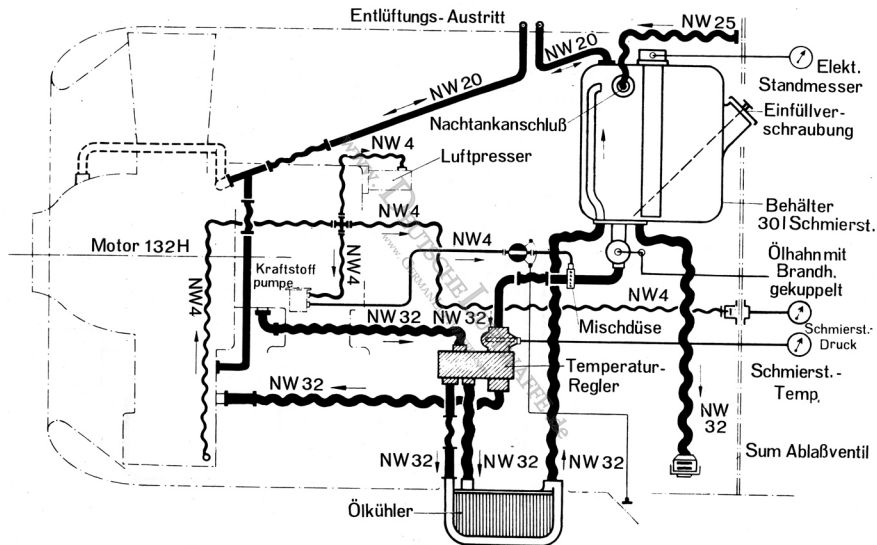 Entlüftungs-Austritt
NW 25
NW 20
NW 20
Elekt.
Standmesser
Nachtankanschluß
Einfüllver-
schraubung
NW 4
Luftpresser
Behälter
30 l Schmierst.
NW 4
Motor 132H
NW 4
Kraftstoff
pumpe
NW 4
NW 4
Ölhahn mit
Brandh.
gekuppelt
NW 4
NW 32
NW 32
Mischdüse
Schmierst.-
Druck
Temperatur-
Regler
Schmierst.-
Temp.
NW 32
NW
32
NW 32
NW 32
NW 32
Sum Ablaßventil
Ölkühler